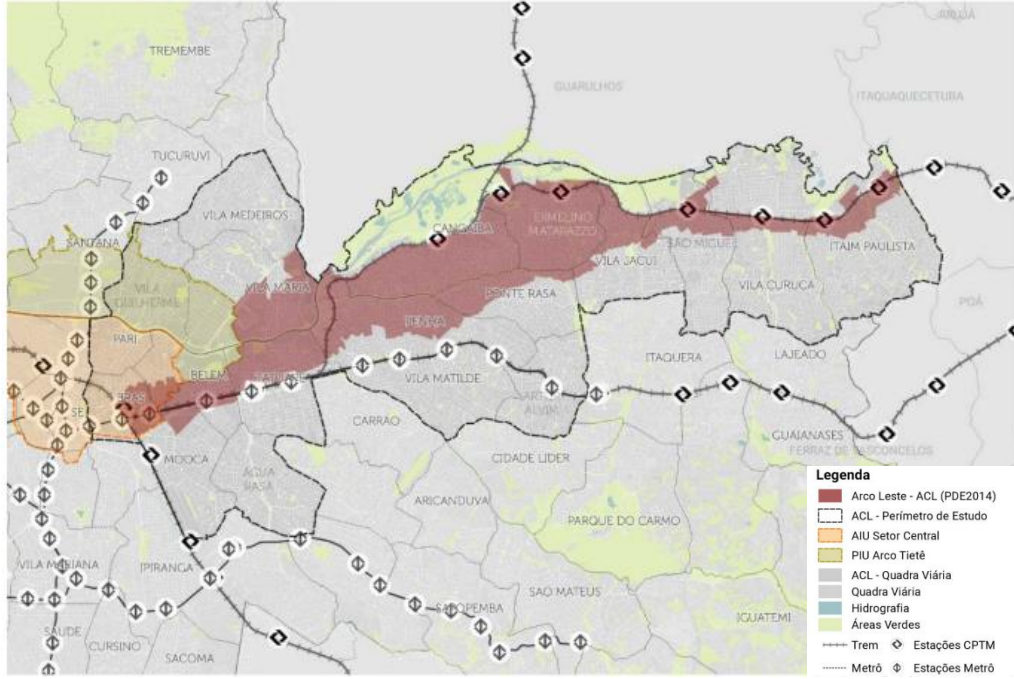 TREMEMBE
ARUJÁ
GUARULHOS
ITAQUAQUECETUBA
TUCURUVI
VILA MEDEIROS
SANTANA
CANGAIBA
ERMELINO
MATARAZZO
SÃO MIGUEL
ITAIM PAULISTA
VILA
GUILHERME
VILA MARIA
VILA JACUI
VILA CURUCA
PONTE RASA
POÁ
PARI
PENHA
ITAQUERA
LAJEADO
BELEM
TATUAPE
VILA MATILDE
BRAS
SE
CARRAO
ARTUR
ALVIM
MOOCA
AGUA
RASA
CIDADE LIDER
GUAIANASES
FERRAZ DE VASCONCELOS
ARICANDUVA
PARQUE DO CARMO
VILA MARIANA
IPIRANGA
SAO MATEUS
SAPOPEMBA
IGUATEMI
SAUDE
CURSINO
SACOMA
Legenda
Arco Leste - ACL (PDE2014)
ACL - Perímetro de Estudo
AIU Setor Central
PIU Arco Tietê
ACL - Quadra Viária
Quadra Viária
Hidrografia
Áreas Verdes
Trem Estações CPTM
Metrô Estações Metrô